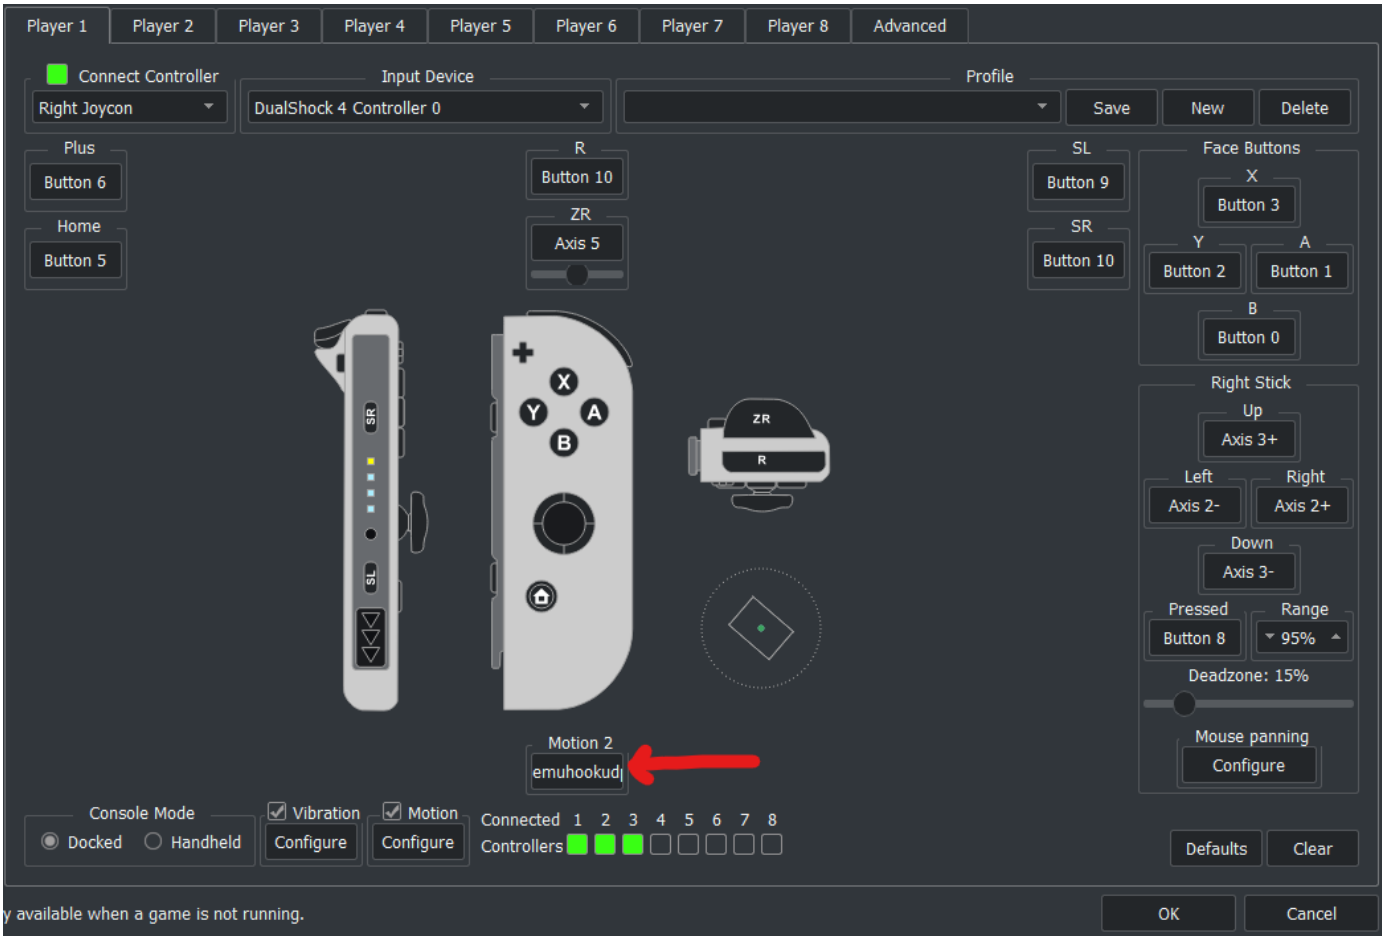 Player 1 Player 2 Player 3 Player 4 Player 5 Player 6 Player 7 Player 8 Advanced
Connect Controller Input Device Profile
Right Joycon DualShock 4 Controller 0 Save New Delete
Plus R SL Face Buttons
Button 6 Button 10 Button 9 X
Button 3
Home ZR SR
Button 5 Axis 5 Button 10
Y A
Button 2 Button 1
B
Button 0
X
Y A
B
SR
SL
ZR
R
Right Stick
Up
Axis 3+
Left Right
Axis 2- Axis 2+
Down
Axis 3-
Pressed Range
Button 8 95%
Deadzone: 15%
Mouse panning
Configure
Motion 2
emuhookudp
Console Mode Vibration Motion
Docked Handheld Configure Configure
Connected 1 2 3 4 5 6 7 8
Controllers
Defaults Clear
y available when a game is not running.
OK Cancel